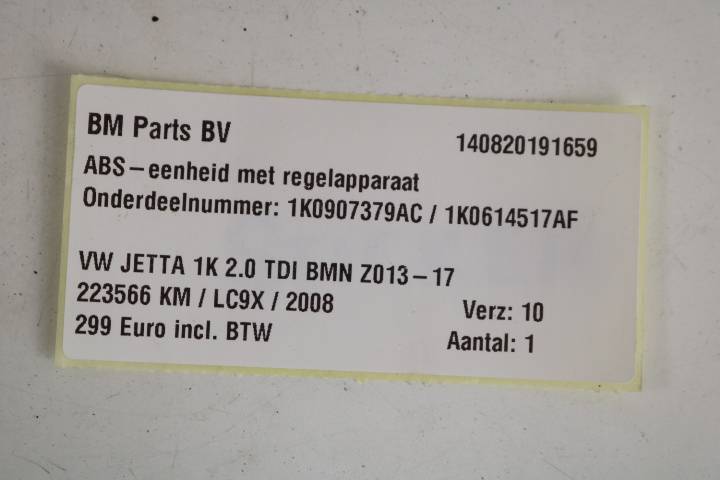 BM Parts BV 140820191659
ABS-eenheid met regelapparaat
Onderdeelnummer: 1K0907379AC / 1K0614517AF
VW JETTA 1K 2.0 TDI BMN Z013-17
223566 KM / LC9X / 2008 Verz: 10
299 Euro incl. BTW Aantal: 1